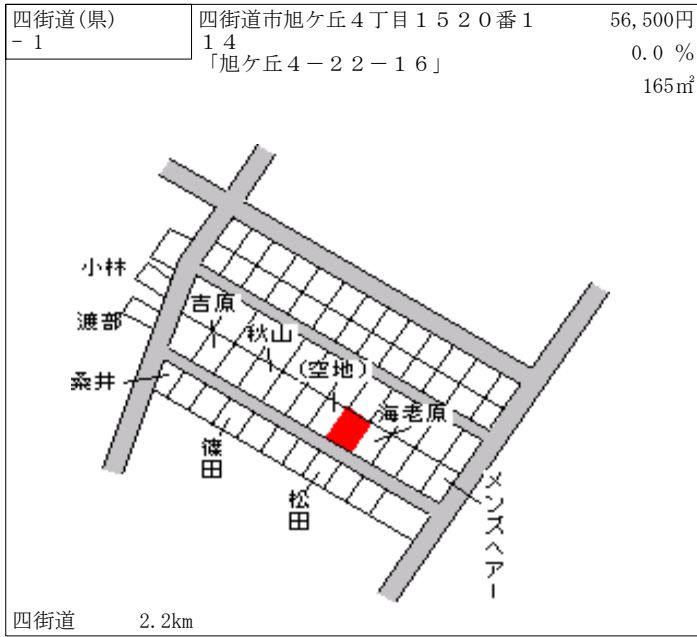 四街道(県)
－１
四街道市旭ケ丘４丁目１５２０番１
１４
「旭ケ丘４－２２－１６」
56,500円
0.0 %
165㎡
小林
渡部
桑井
吉原
秋山
（空地）
海老原
篠田
松田
メンズヘアー
四街道 2.2km